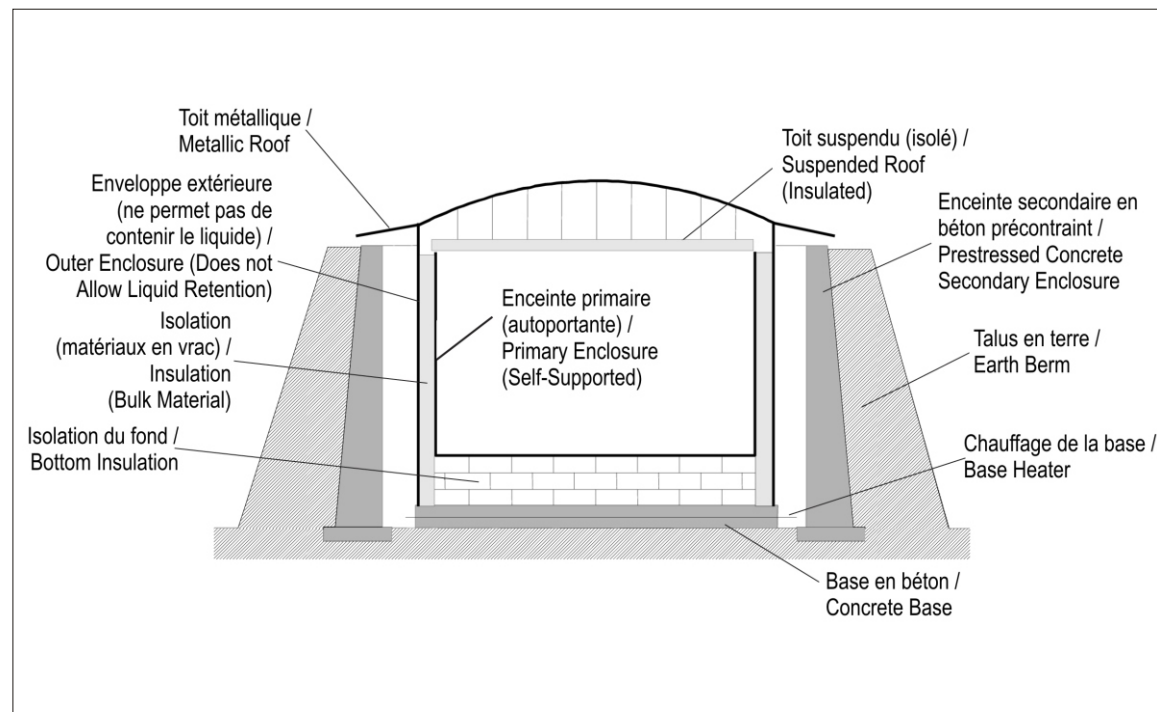 Toit métallique /
Metallic Roof
Enveloppe extérieure
(ne permet pas de
contenir le liquide) /
Outer Enclosure (Does not
Allow Liquid Retention)
Isolation
(matériaux en vrac) /
Insulation
(Bulk Material)
Isolation du fond /
Bottom Insulation
Enceinte primaire
(autoportante) /
Primary Enclosure
(Self-Supported)
Toit suspendu (isolé) /
Suspended Roof
(Insulated)
Enceinte secondaire en
béton précontraint /
Prestressed Concrete
Secondary Enclosure
Talus en terre /
Earth Berm
Chauffage de la base /
Base Heater
Base en béton /
Concrete Base